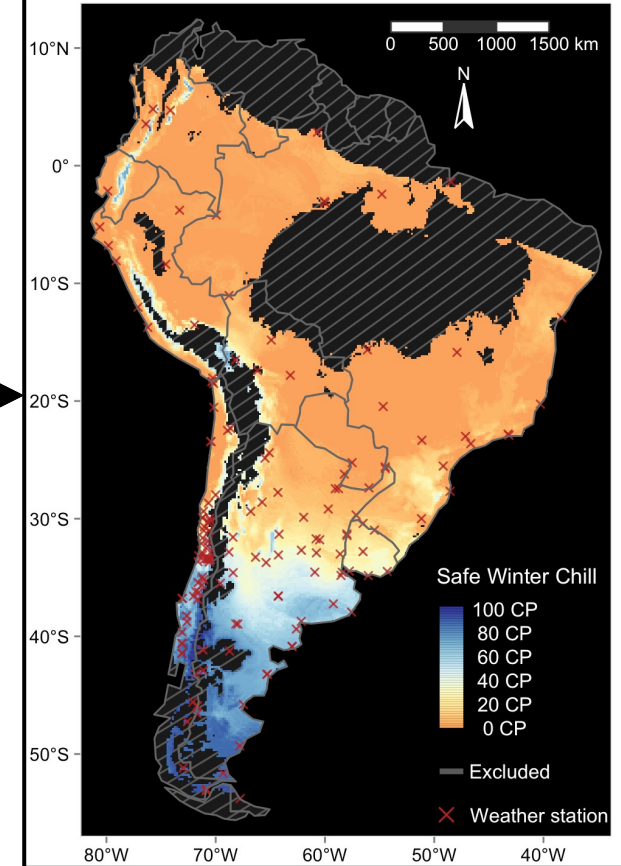 10°N
0°
10°S
20°S
30°S
40°S
50°S
0 500 1000 1500 km
N
Safe Winter Chill
100 CP
80 CP
60 CP
40 CP
20 CP
0 CP
Excluded
Weather station
80°W 70°W 60°W 50°W 40°W